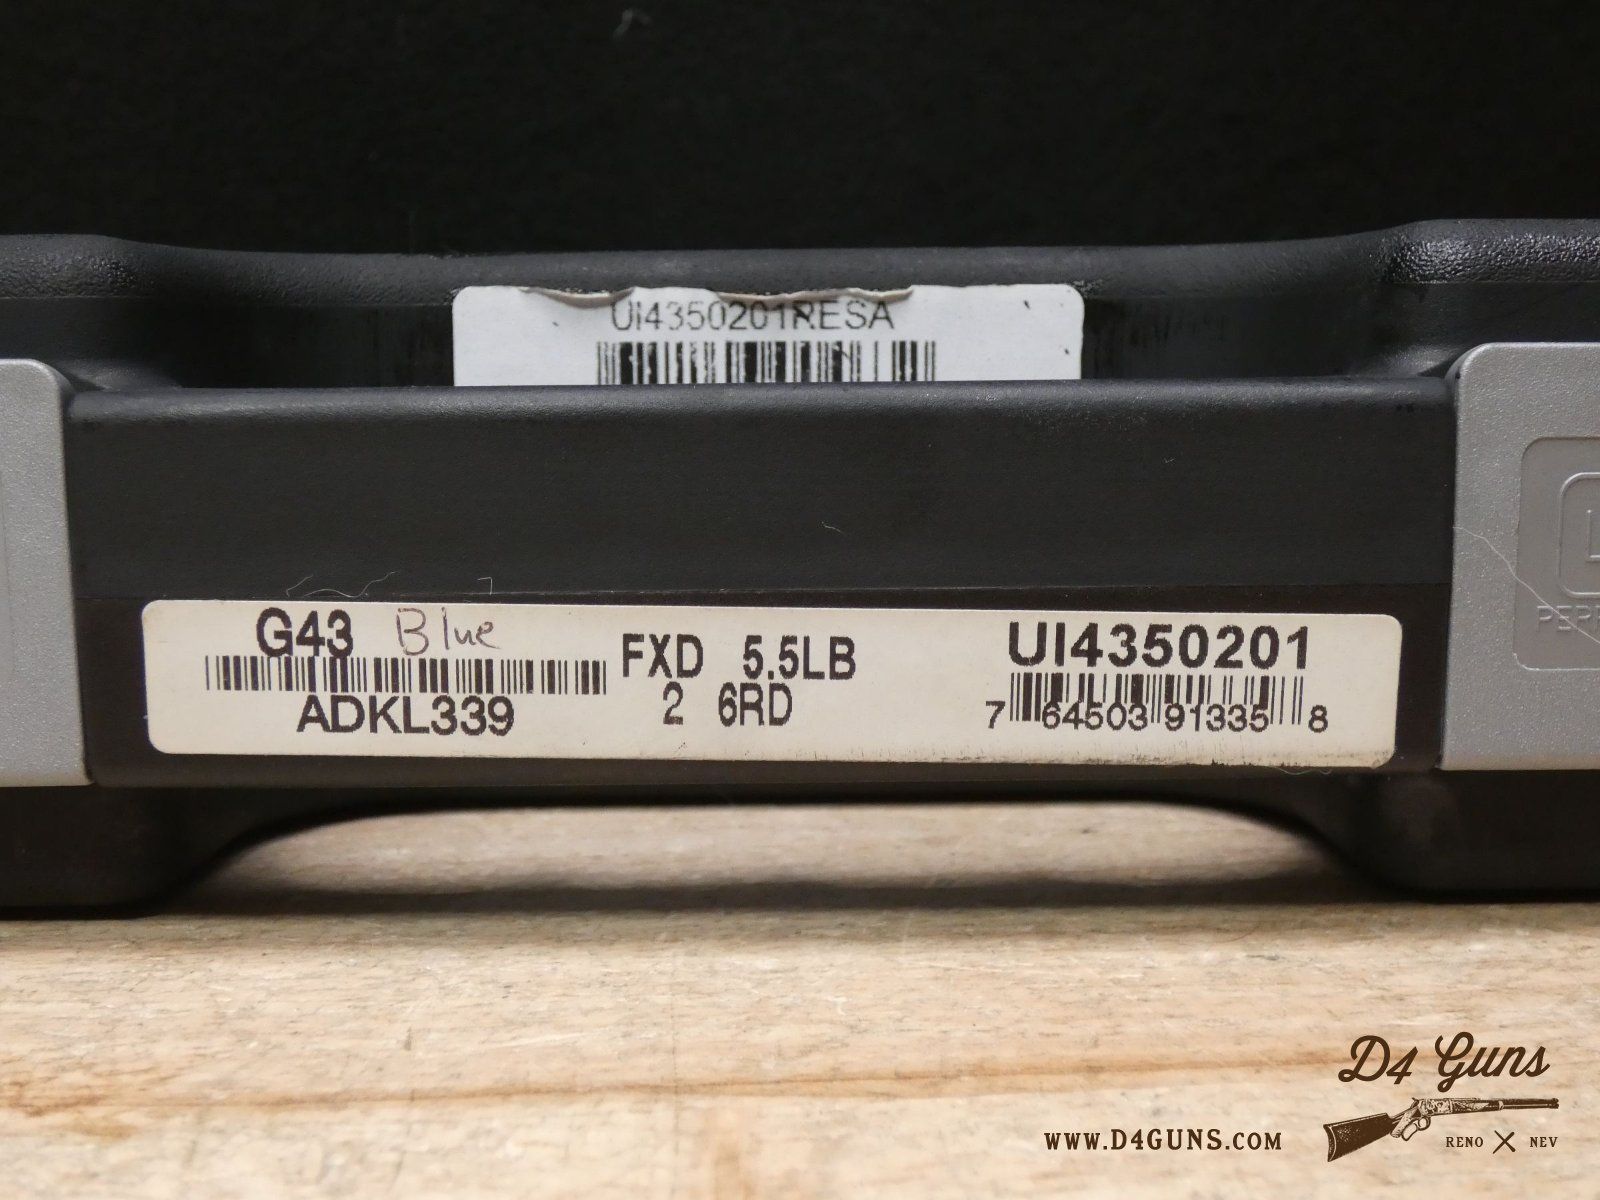 UI4350201RESA
G43 Blue
ADKL339
FXD 5.5LB
2 6RD
UI4350201
7 64503 91335 8
D4 Guns
WWW.D4GUNS.COM
RENO NEV